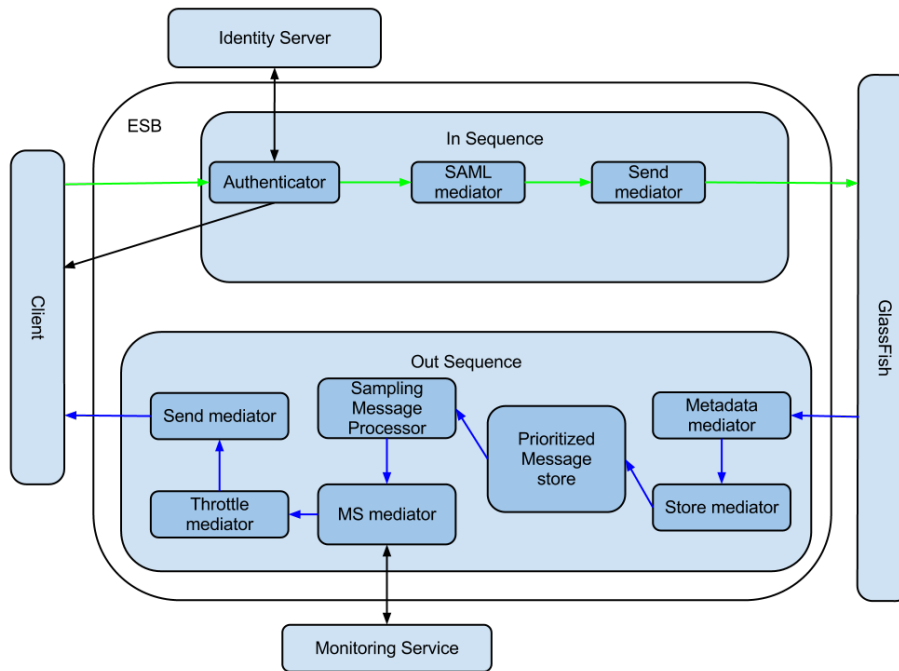 Identity Server
ESB
In Sequence
Authenticator
SAML
mediator
Send
mediator
Client
GlassFish
Out Sequence
Send mediator
Sampling
Message
Processor
Prioritized
Message
store
Metadata
mediator
Throttle
mediator
MS mediator
Store mediator
Monitoring Service